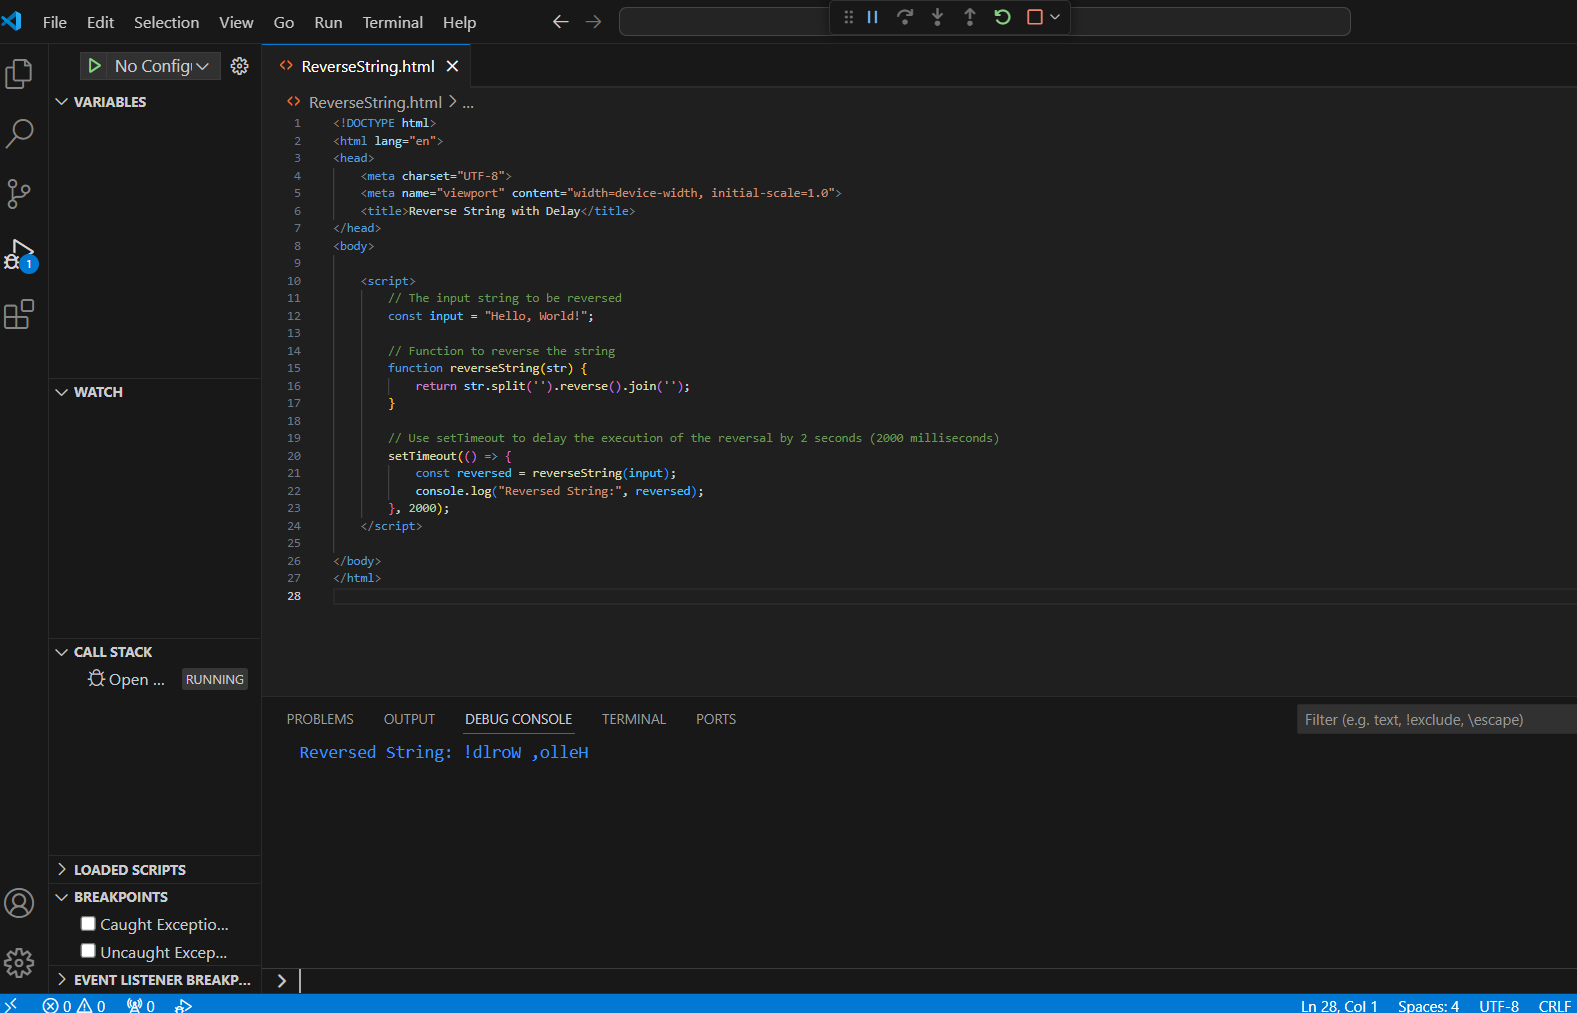 File Edit Selection View Go Run Terminal Help
No Config
ReverseString.html
VARIABLES
WATCH
CALL STACK
Open ... RUNNING
LOADED SCRIPTS
BREAKPOINTS
Caught Exceptio...
Uncaught Excep...
EVENT LISTENER BREAKP...
1
ReverseString.html > ...
1 <!DOCTYPE html>
2 <html lang="en">
3 <head>
4 <meta charset="UTF-8">
5 <meta name="viewport" content="width=device-width, initial-scale=1.0">
6 <title>Reverse String with Delay</title>
7 </head>
8 <body>
9
10 <script>
11 // The input string to be reversed
12 const input = "Hello, World!";
13
14 // Function to reverse the string
15 function reverseString(str) {
16 return str.split('').reverse().join('');
17 }
18
19 // Use setTimeout to delay the execution of the reversal by 2 seconds (2000 milliseconds)
20 setTimeout(() => {
21 const reversed = reverseString(input);
22 console.log("Reversed String:", reversed);
23 }, 2000);
24 </script>
25
26 </body>
27 </html>
28
PROBLEMS OUTPUT DEBUG CONSOLE TERMINAL PORTS
Filter (e.g. text, !exclude, \escape)
Reversed String: !dlroW ,olleH
>
0 0 0 Ln 28, Col 1 Spaces: 4 UTF-8 CRLF